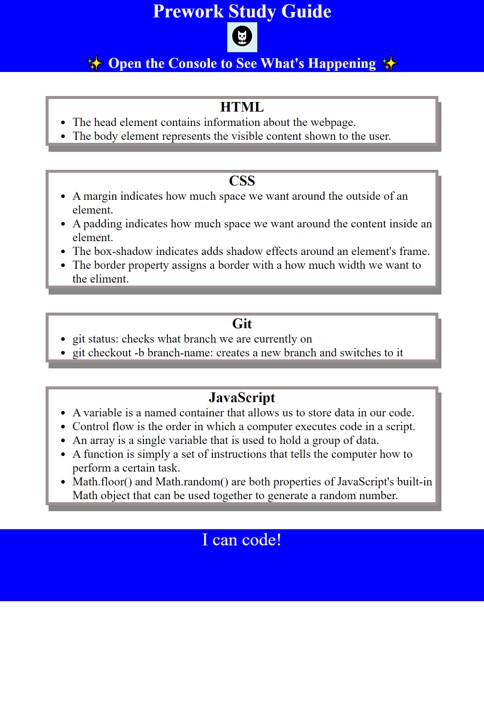 Prework Study Guide
✨ Open the Console to See What's Happening ✨
HTML
• The head element contains information about the webpage.
• The body element represents the visible content shown to the user.
CSS
• A margin indicates how much space we want around the outside of an
element.
• A padding indicates how much space we want around the content inside an
element.
• The box-shadow indicates adds shadow effects around an element's frame.
• The border property assigns a border with a how much width we want to
the eliment.
Git
• git status: checks what branch we are currently on
• git checkout -b branch-name: creates a new branch and switches to it
JavaScript
• A variable is a named container that allows us to store data in our code.
• Control flow is the order in which a computer executes code in a script.
• An array is a single variable that is used to hold a group of data.
• A function is simply a set of instructions that tells the computer how to
perform a certain task.
• Math.floor() and Math.random() are both properties of JavaScript's built-in
Math object that can be used together to generate a random number.
I can code!